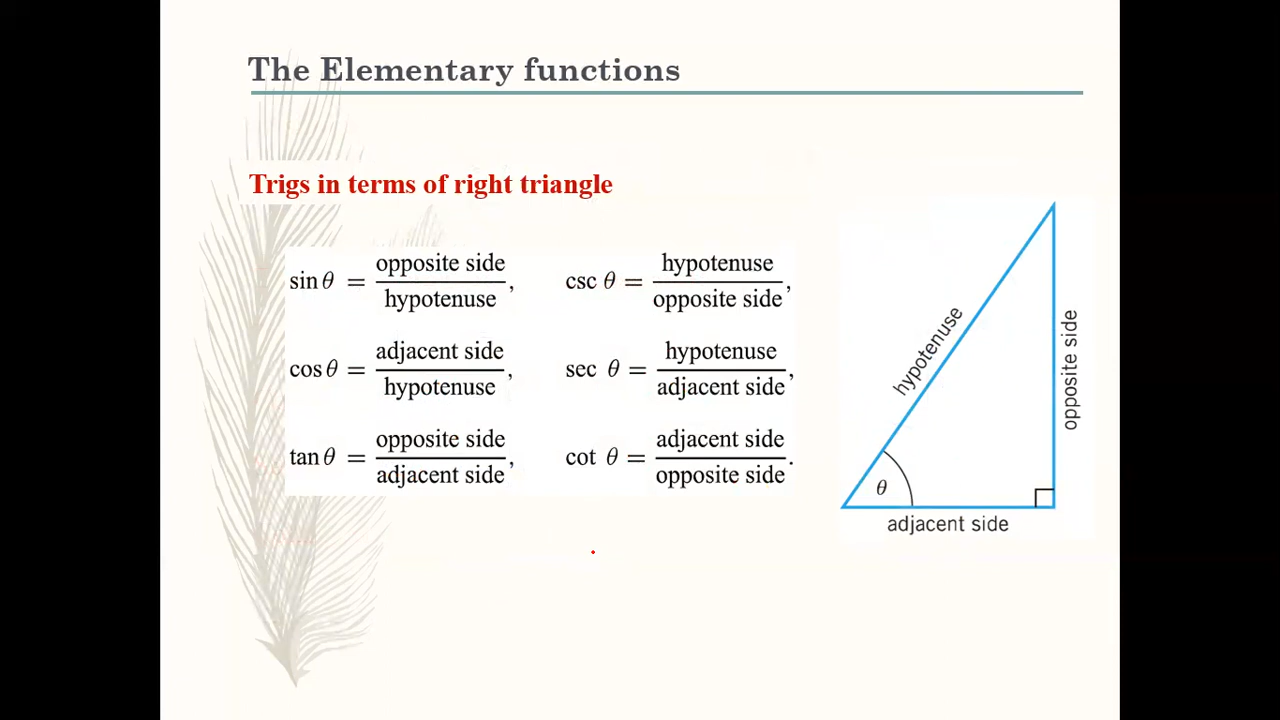 The Elementary functions
Trigs in terms of right triangle
sin θ = opposite side / hypotenuse, csc θ = hypotenuse / opposite side,
cos θ = adjacent side / hypotenuse, sec θ = hypotenuse / adjacent side,
tan θ = opposite side / adjacent side, cot θ = adjacent side / opposite side.
hypotenuse
opposite side
θ
adjacent side